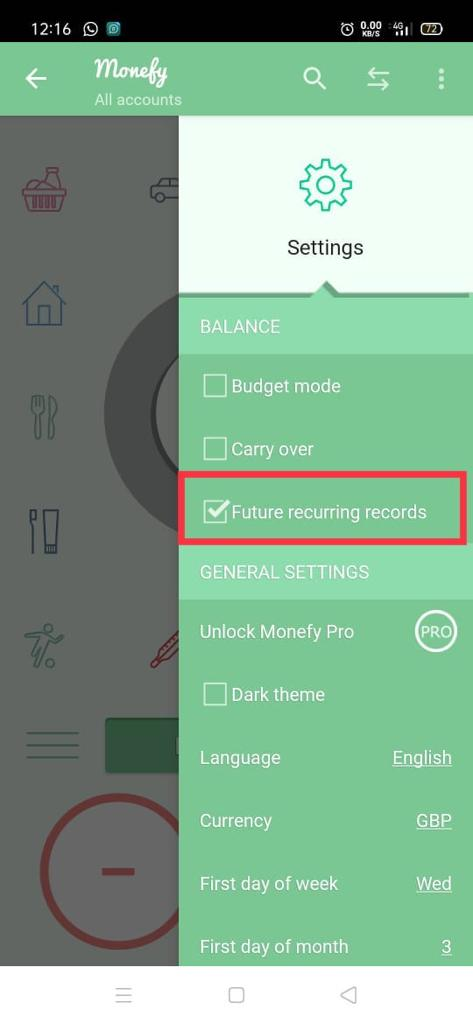 12:16
0.00
KB/S
4G
72
Monefy
All accounts
Settings
BALANCE
Budget mode
Carry over
Future recurring records
GENERAL SETTINGS
Unlock Monefy Pro
PRO
Dark theme
Language
English
Currency
GBP
First day of week
Wed
First day of month
3